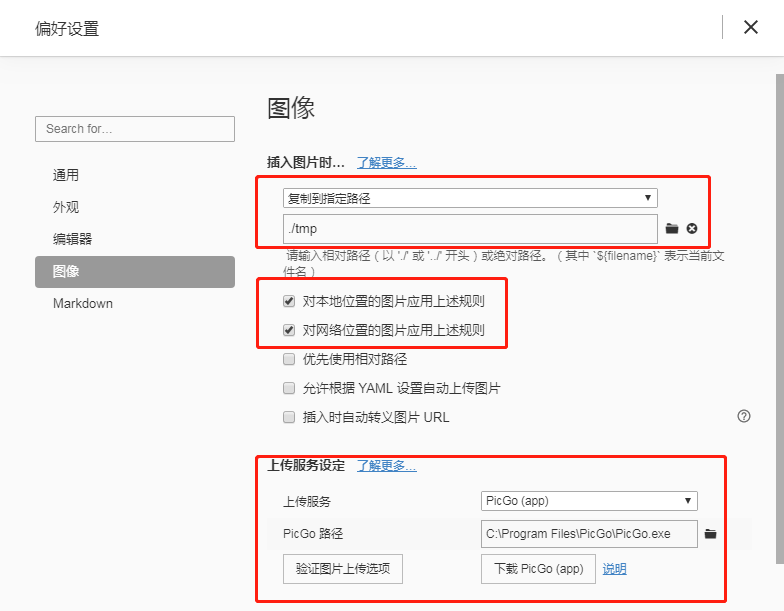 偏好设置
Search for...
通用
外观
编辑器
图像
Markdown
图像
插入图片时... 了解更多...
复制到指定路径
./tmp
请输入相对路径（以 './' 或 '../' 开头）或绝对路径。（其中 `${filename}` 表示当前文
件名）
对本地位置的图片应用上述规则
对网络位置的图片应用上述规则
优先使用相对路径
允许根据 YAML 设置自动上传图片
插入时自动转义图片 URL
上传服务设定 了解更多...
上传服务 PicGo (app)
PicGo 路径 C:\Program Files\PicGo\PicGo.exe
验证图片上传选项 下载 PicGo (app) 说明